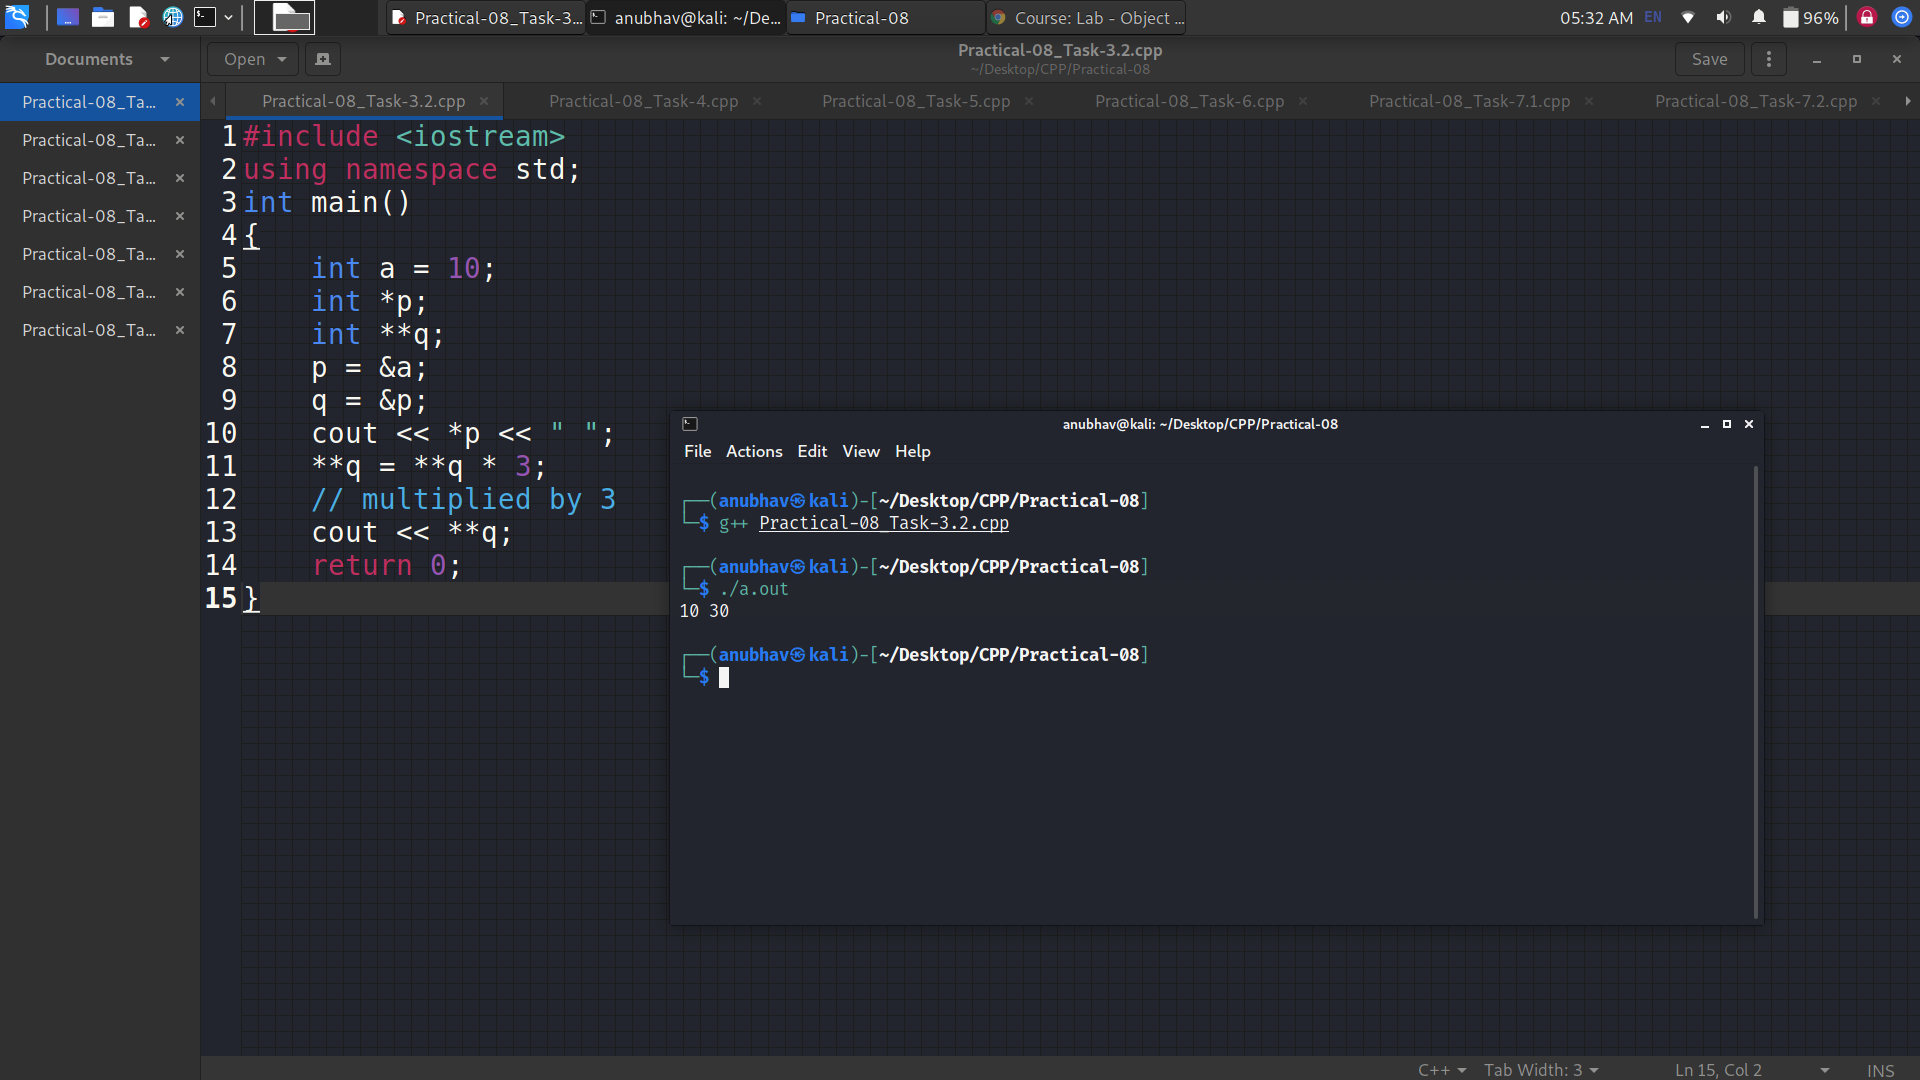 Practical-08_Task-3...
anubhav@kali: ~/De...
Practical-08
Course: Lab - Object ...
05:32 AM
EN
96%
Documents
Open
Practical-08_Task-3.2.cpp
~/Desktop/CPP/Practical-08
Save
Practical-08_Ta...
Practical-08_Ta...
Practical-08_Ta...
Practical-08_Ta...
Practical-08_Ta...
Practical-08_Ta...
Practical-08_Ta...
Practical-08_Task-3.2.cpp
Practical-08_Task-4.cpp
Practical-08_Task-5.cpp
Practical-08_Task-6.cpp
Practical-08_Task-7.1.cpp
Practical-08_Task-7.2.cpp
1 #include <iostream>
2 using namespace std;
3 int main()
4 {
5     int a = 10;
6     int *p;
7     int **q;
8     p = &a;
9     q = &p;
10     cout << *p << " ";
11     **q = **q * 3;
12     // multiplied by 3
13     cout << **q;
14     return 0;
15 }
anubhav@kali: ~/Desktop/CPP/Practical-08
File Actions Edit View Help
┌──(anubhav㉿kali)-[~/Desktop/CPP/Practical-08]
└─$ g++ Practical-08_Task-3.2.cpp
┌──(anubhav㉿kali)-[~/Desktop/CPP/Practical-08]
└─$ ./a.out
10 30
┌──(anubhav㉿kali)-[~/Desktop/CPP/Practical-08]
└─$
C++
Tab Width: 3
Ln 15, Col 2
INS